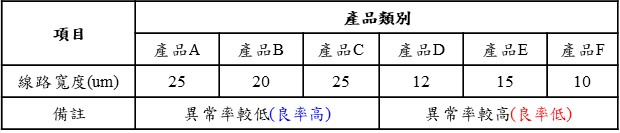 項目 產品類別
產品A 產品B 產品C 產品D 產品E 產品F
線路寬度(um) 25 20 25 12 15 10
備註 異常率較低(良率高) 異常率較高(良率低)